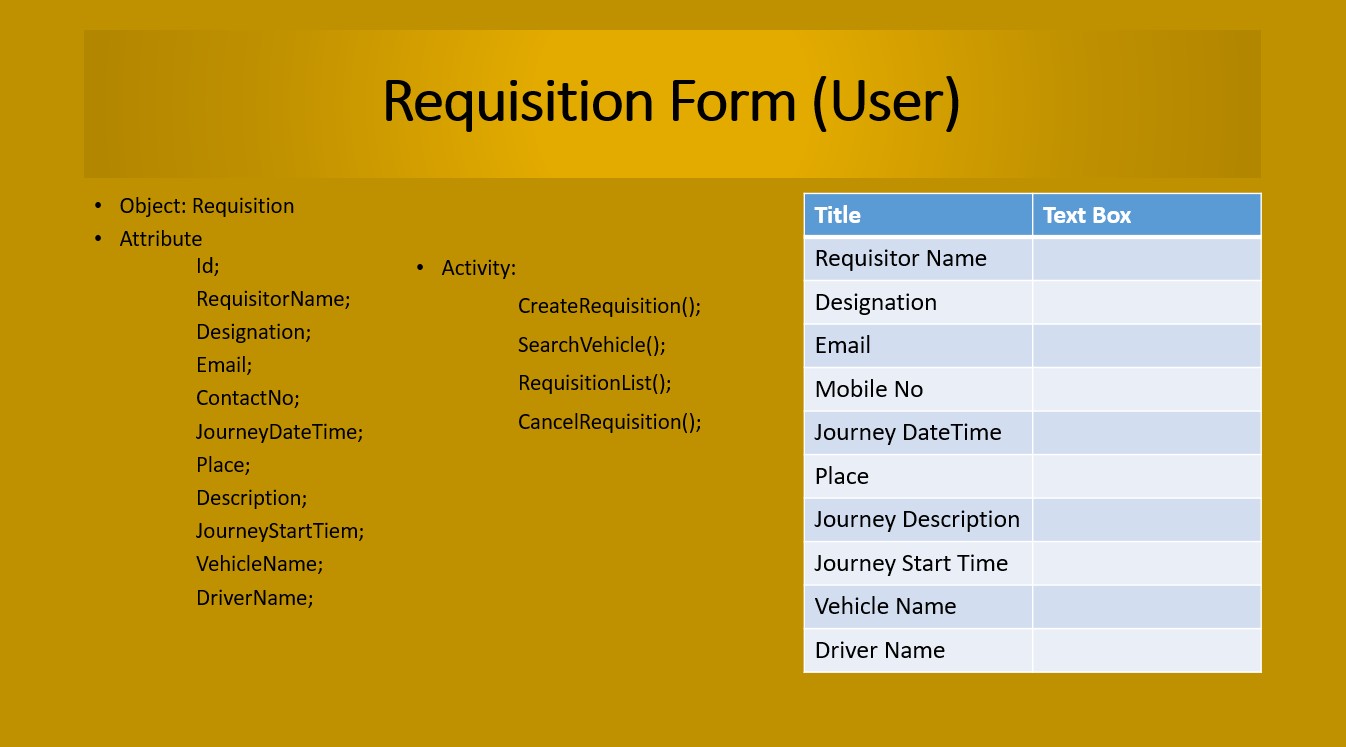 Requisition Form (User)
• Object: Requisition
• Attribute
Id;
RequisitorName;
Designation;
Email;
ContactNo;
JourneyDateTime;
Place;
Description;
JourneyStartTiem;
VehicleName;
DriverName;
• Activity:
CreateRequisition();
SearchVehicle();
RequisitionList();
CancelRequisition();
Title Text Box
Requisitor Name
Designation
Email
Mobile No
Journey DateTime
Place
Journey Description
Journey Start Time
Vehicle Name
Driver Name